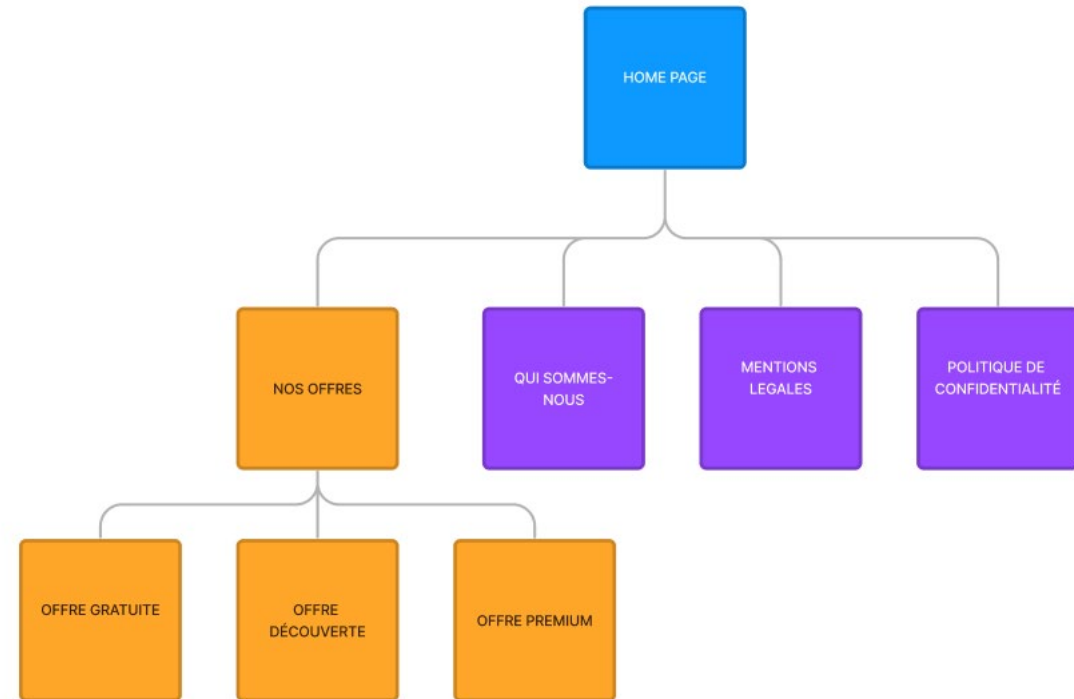 HOME PAGE
NOS OFFRES
QUI SOMMES-
NOUS
MENTIONS
LEGALES
POLITIQUE DE
CONFIDENTIALITÉ
OFFRE GRATUITE
OFFRE
DÉCOUVERTE
OFFRE PREMIUM